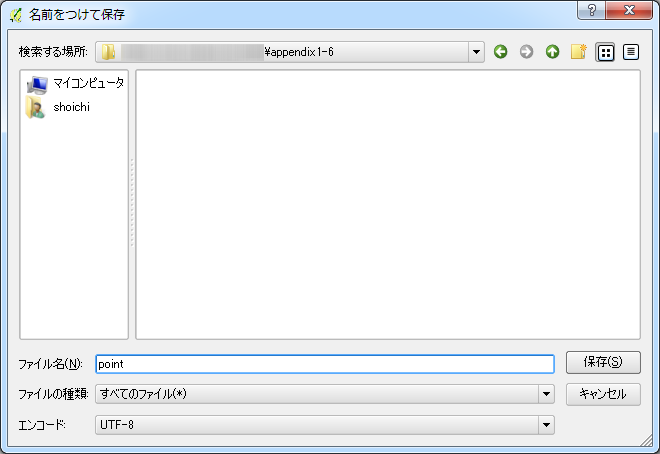 名前をつけて保存
検索する場所: ¥appendix1-6
マイコンピュータ
shoichi
ファイル名(N): point 保存(S)
ファイルの種類: すべてのファイル(*) キャンセル
エンコード: UTF-8